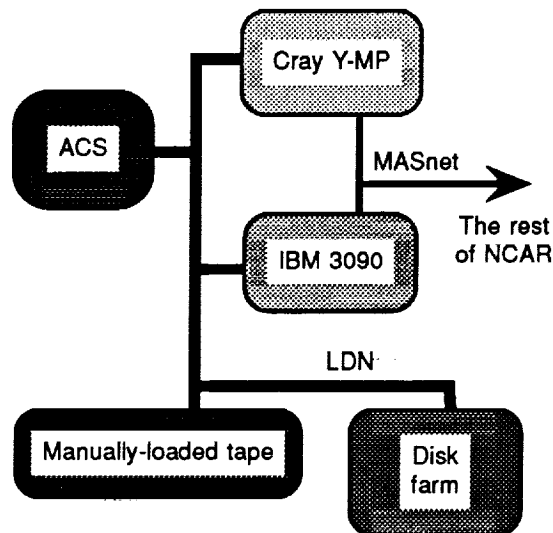 Cray Y-MP
ACS
MASnet
The rest
of NCAR
IBM 3090
LDN
Manually-loaded tape
Disk
farm